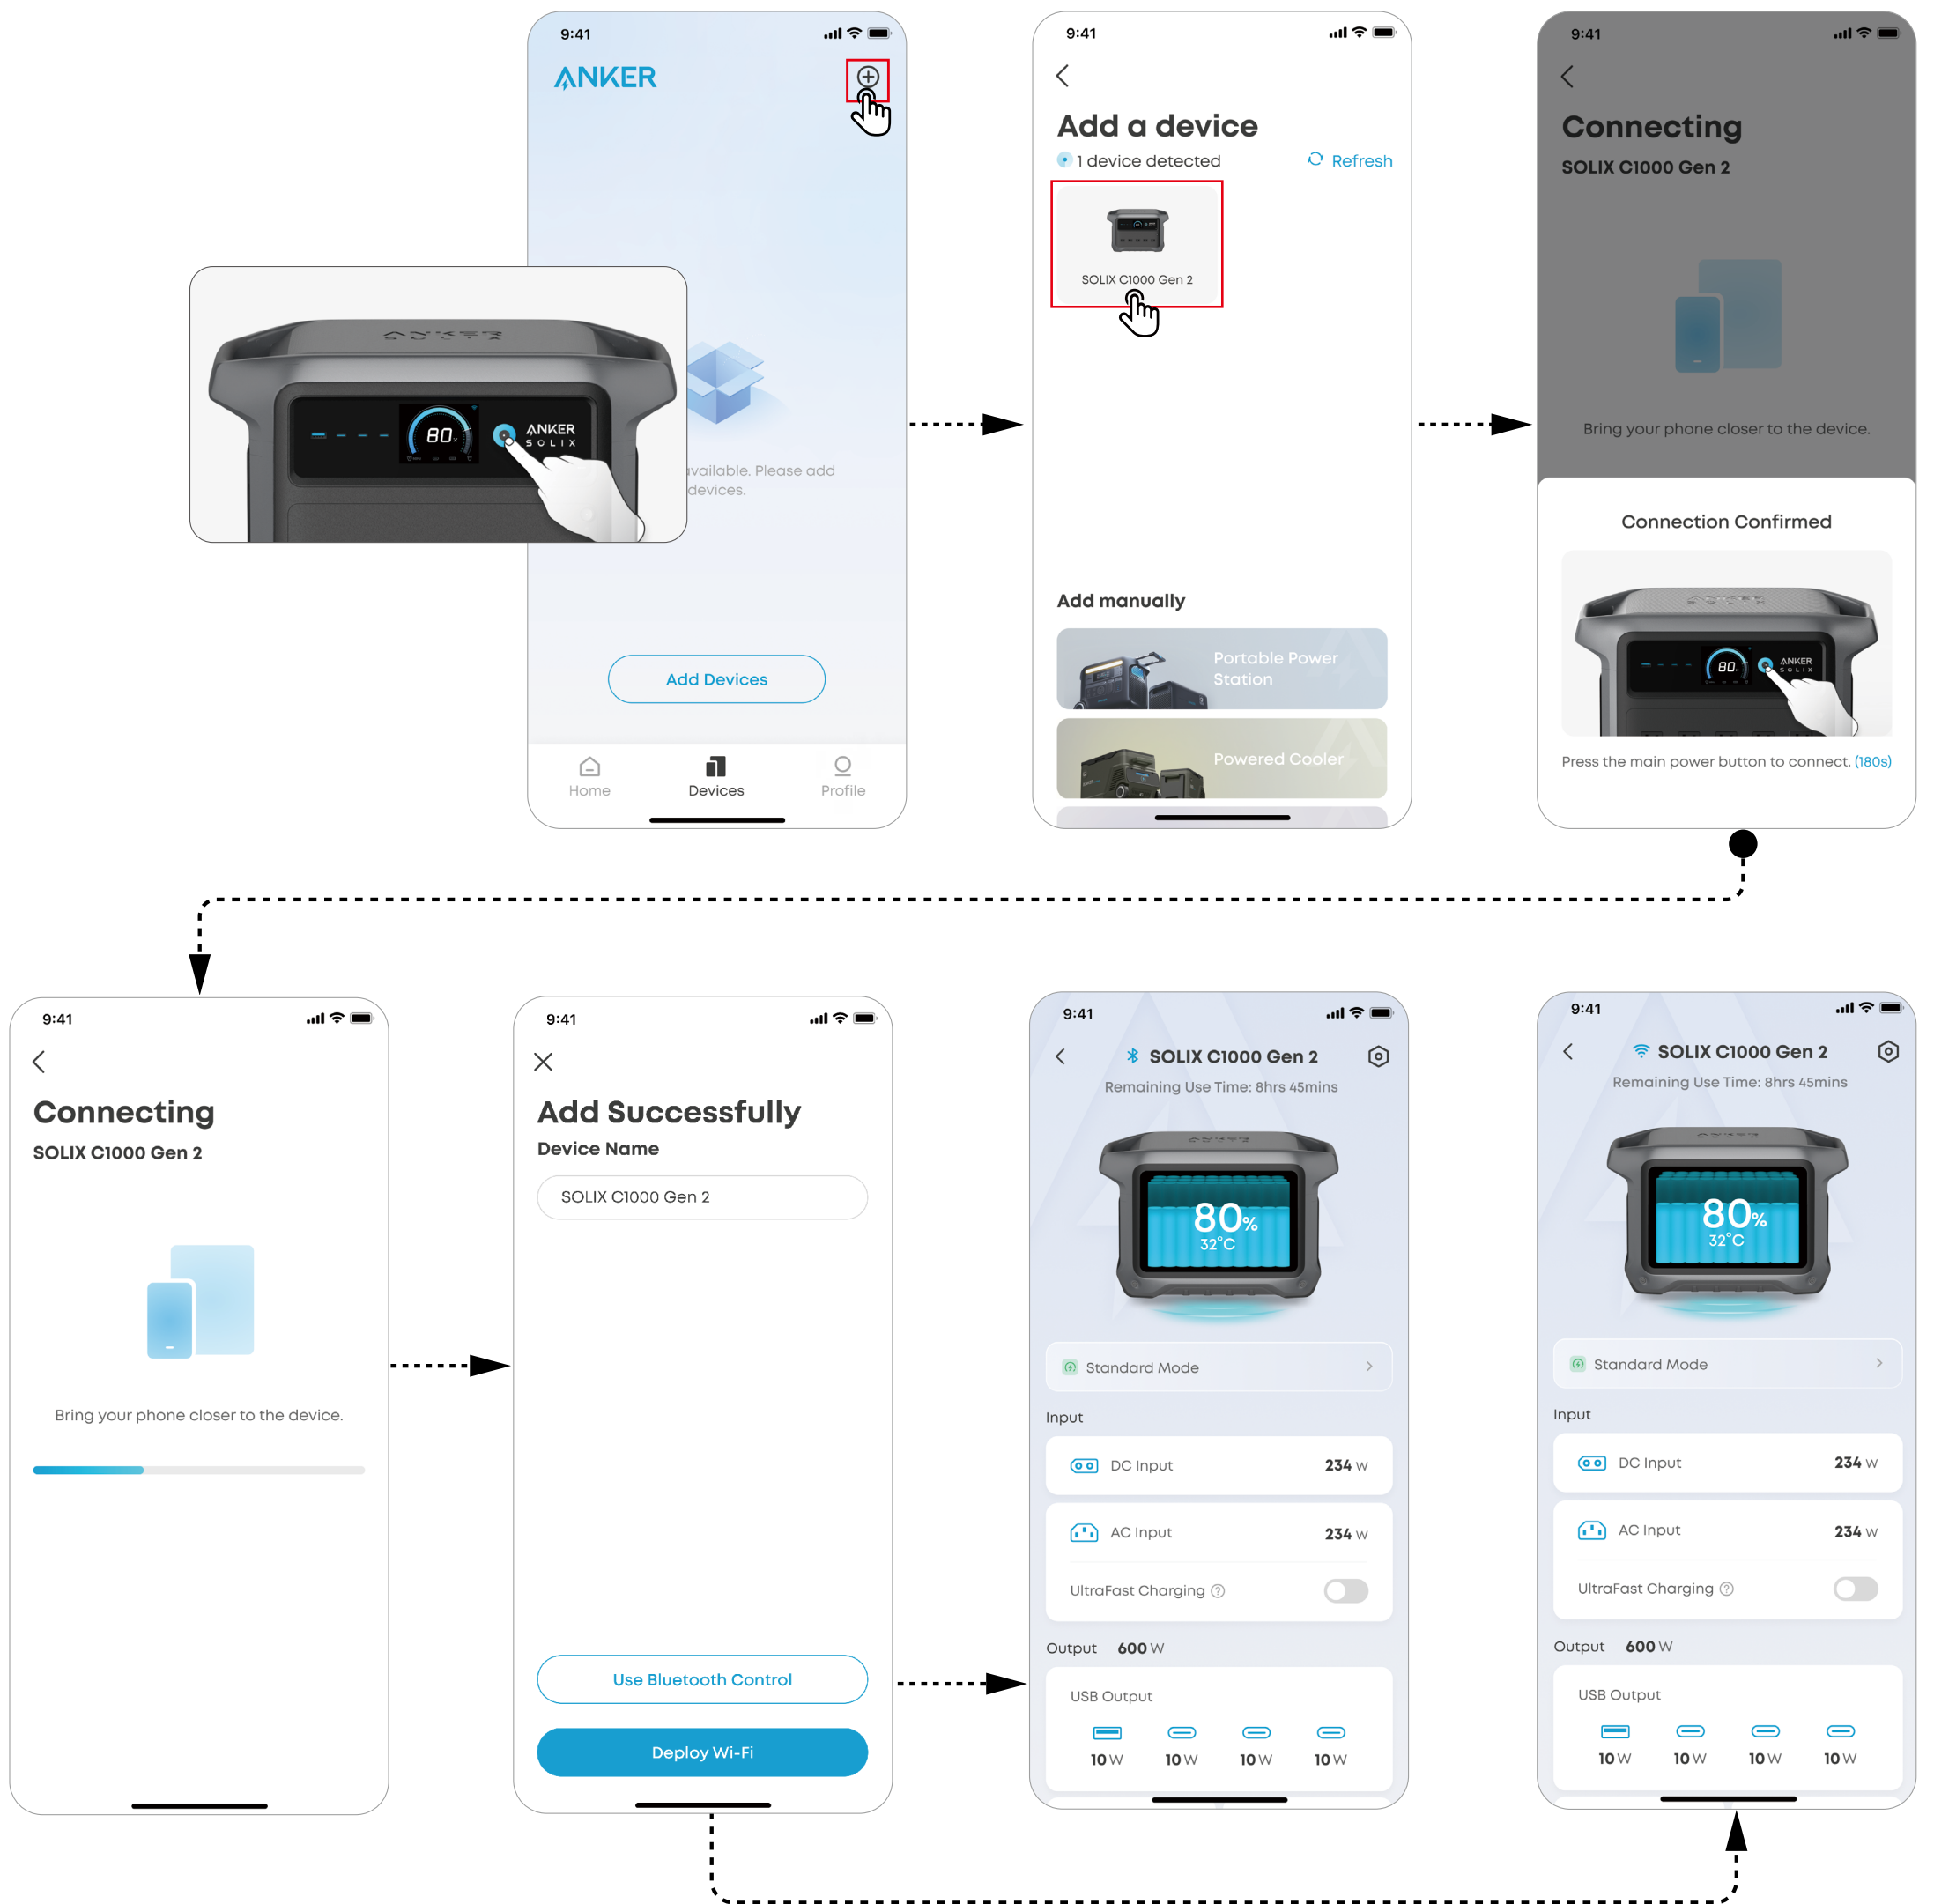 9:41
ANKER
ANKER
SOLIX
80%
ANKER
SOLIX
vailable. Please add
devices.
Add Devices
Home
Devices
Profile
9:41
Add a device
1 device detected
Refresh
SOLIX C1000 Gen 2
Add manually
Portable Power
Station
Powered Cooler
9:41
Connecting
SOLIX C1000 Gen 2
Bring your phone closer to the device.
Connection Confirmed
ANKER
SOLIX
80
ANKER
SOLIX
Press the main power button to connect. (180s)
9:41
Connecting
SOLIX C1000 Gen 2
Bring your phone closer to the device.
9:41
Add Successfully
Device Name
SOLIX C1000 Gen 2
Use Bluetooth Control
Deploy Wi-Fi
9:41
SOLIX C1000 Gen 2
Remaining Use Time: 8hrs 45mins
80%
32°C
Standard Mode
Input
DC Input 234 W
AC Input 234 W
UltraFast Charging
Output 600 W
USB Output
10 W 10 W 10 W 10 W
9:41
SOLIX C1000 Gen 2
Remaining Use Time: 8hrs 45mins
80%
32°C
Standard Mode
Input
DC Input 234 W
AC Input 234 W
UltraFast Charging
Output 600 W
USB Output
10 W 10 W 10 W 10 W